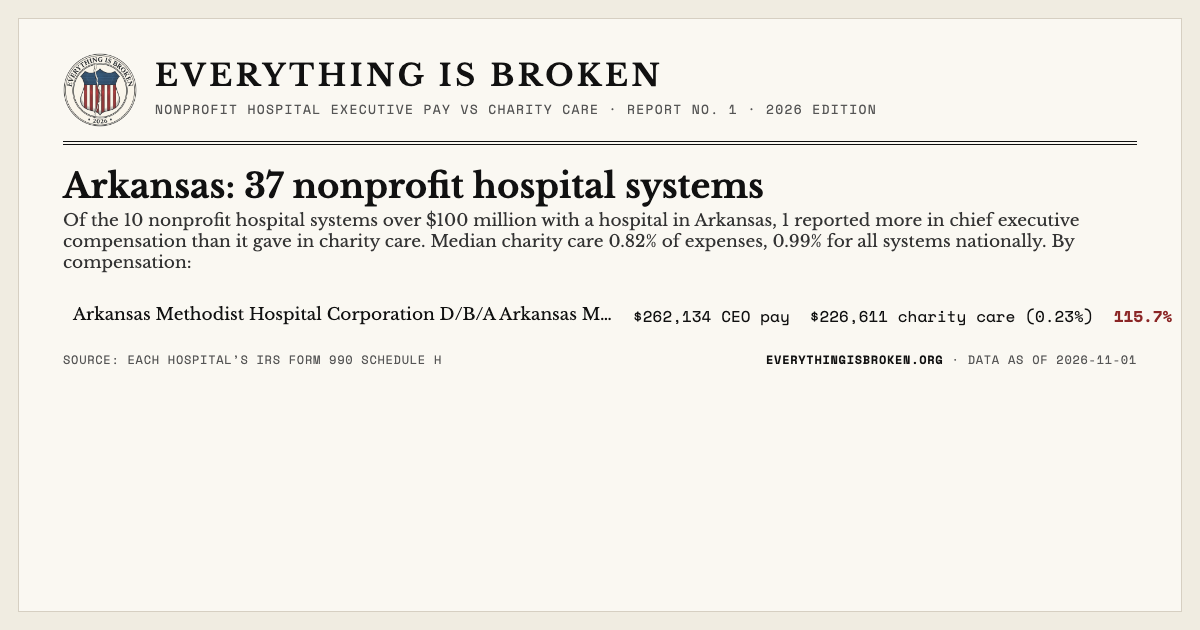 EVERYTHING IS BROKEN
· 2026 ·
EVERYTHING IS BROKEN
NONPROFIT HOSPITAL EXECUTIVE PAY VS CHARITY CARE · REPORT NO. 1 · 2026 EDITION
Arkansas: 37 nonprofit hospital systems
Of the 10 nonprofit hospital systems over $100 million with a hospital in Arkansas, 1 reported more in chief executive
compensation than it gave in charity care. Median charity care 0.82% of expenses, 0.99% for all systems nationally. By
compensation:
Arkansas Methodist Hospital Corporation D/B/A Arkansas M… $262,134 CEO pay $226,611 charity care (0.23%) 115.7%
SOURCE: EACH HOSPITAL’S IRS FORM 990 SCHEDULE H EVERYTHINGISBROKEN.ORG · DATA AS OF 2026-11-01